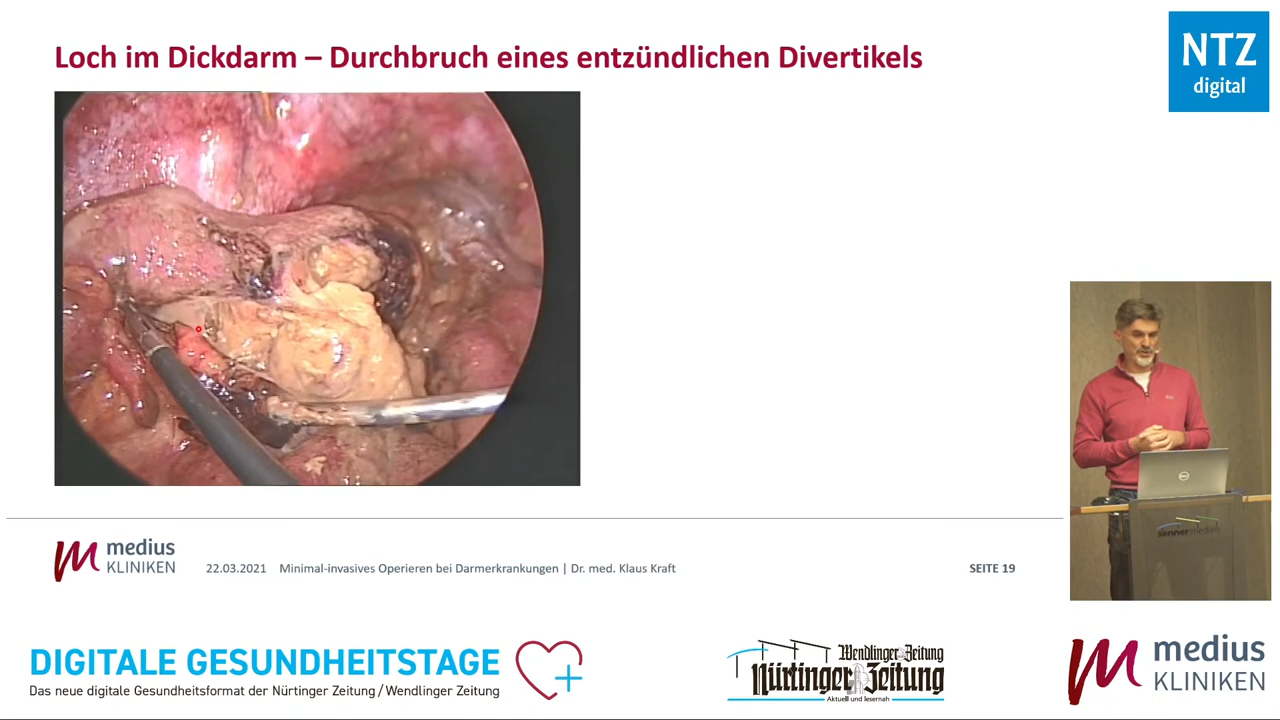 Loch im Dickdarm – Durchbruch eines entzündlichen Divertikels
NTZ
digital
medius
KLINIKEN
22.03.2021 Minimal-invasives Operieren bei Darmerkrankungen | Dr. med. Klaus Kraft
SEITE 19
DELL
sennermedien
DIGITALE GESUNDHEITSTAGE
Das neue digitale Gesundheitsformat der Nürtinger Zeitung / Wendlinger Zeitung
Wendlinger Zeitung
Nürtinger Zeitung
Aktuell und lesernah
medius
KLINIKEN